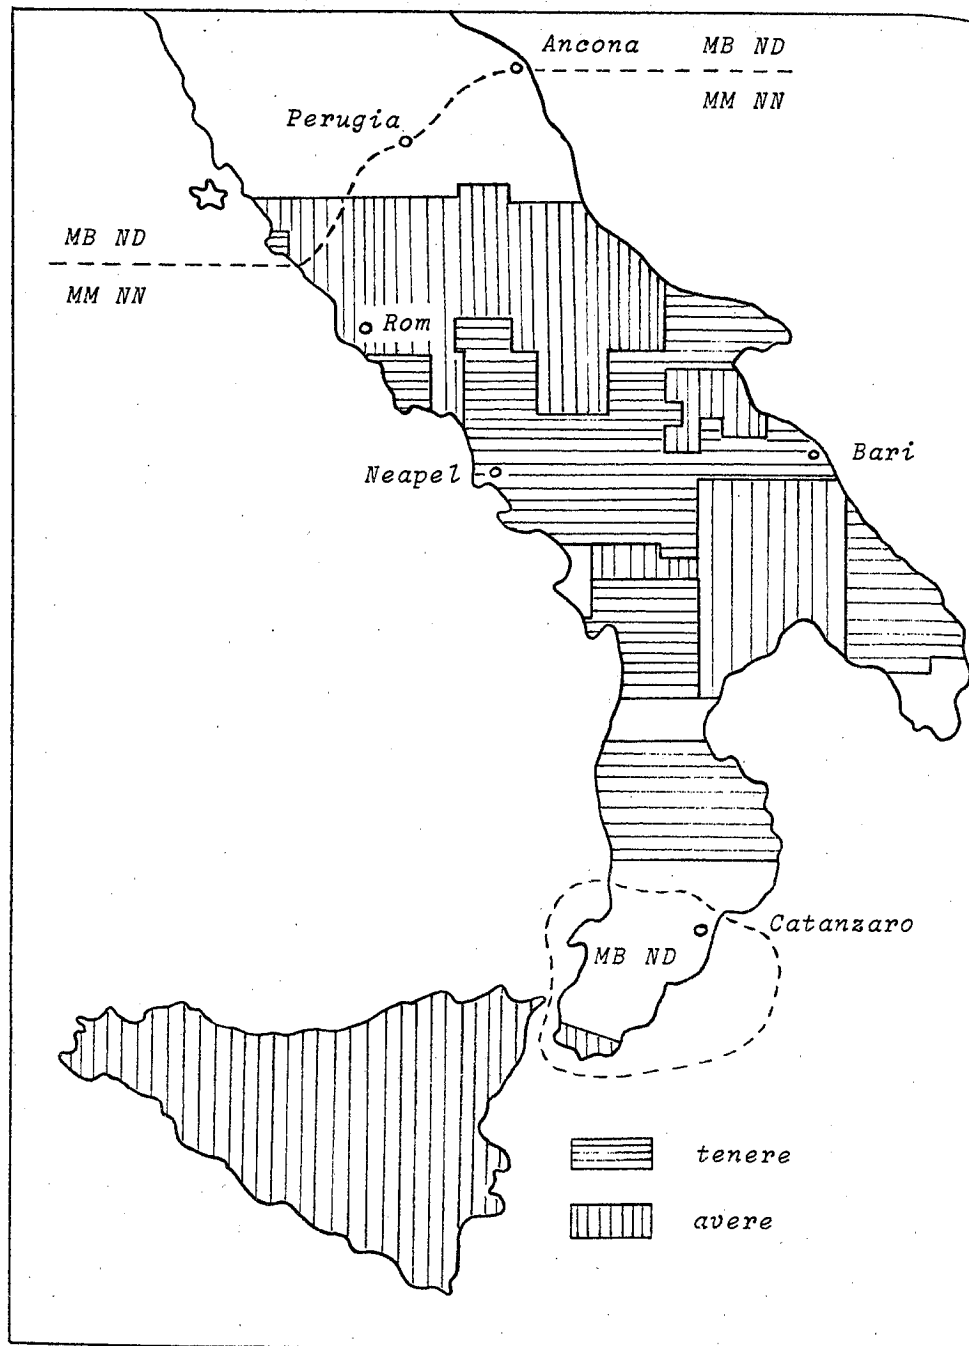 Ancona MB ND
MM NN
Perugia
MB ND
MM NN
Rom
Bari
Neapel
Catanzaro
MB ND
tenere
avere